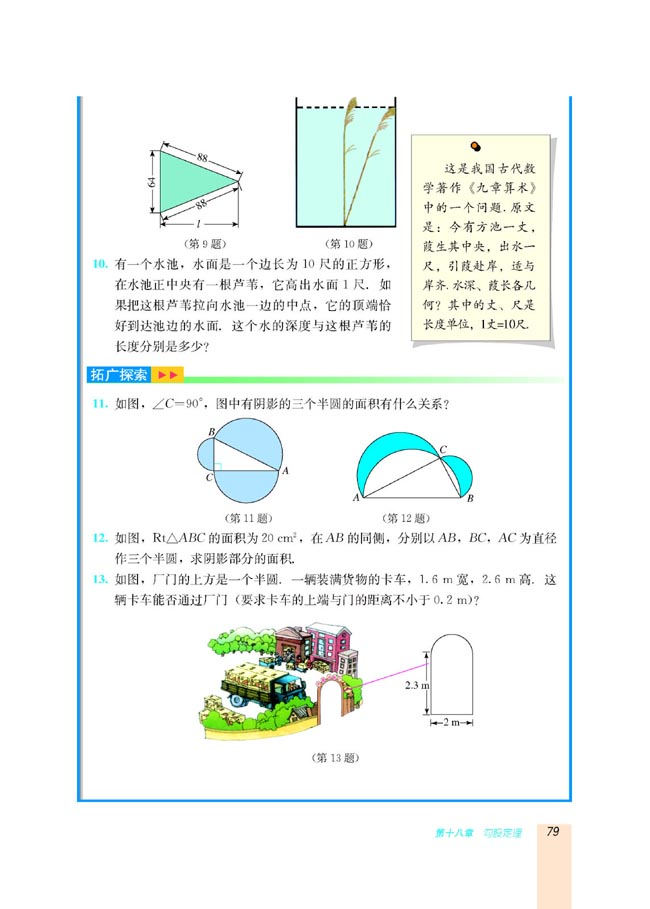 88
64
88
l
(第 9 题)
(第 10 题)
这是我国古代数
学著作《九章算术》
中的一个问题.原文
是：今有方池一丈，
葭生其中央，出水一
尺，引葭赴岸，适与
岸齐.水深、葭长各几
何？其中的丈、尺是
长度单位，1丈=10尺.
10. 有一个水池，水面是一个边长为 10 尺的正方形，
在水池正中央有一根芦苇，它高出水面 1 尺. 如
果把这根芦苇拉向水池一边的中点，它的顶端恰
好到达池边的水面. 这个水的深度与这根芦苇的
长度分别是多少?
拓广探索
11. 如图，∠C=90°，图中有阴影的三个半圆的面积有什么关系?
B
C
A
C
A
B
(第 11 题)
(第 12 题)
12. 如图，Rt△ABC 的面积为 20 cm²，在 AB 的同侧，分别以 AB，BC，AC 为直径
作三个半圆，求阴影部分的面积.
13. 如图，厂门的上方是一个半圆. 一辆装满货物的卡车，1.6 m 宽，2.6 m 高. 这
辆卡车能否通过厂门（要求卡车的上端与门的距离不小于 0.2 m)?
2.3 m
2 m
(第 13 题)
第十八章 勾股定理 79